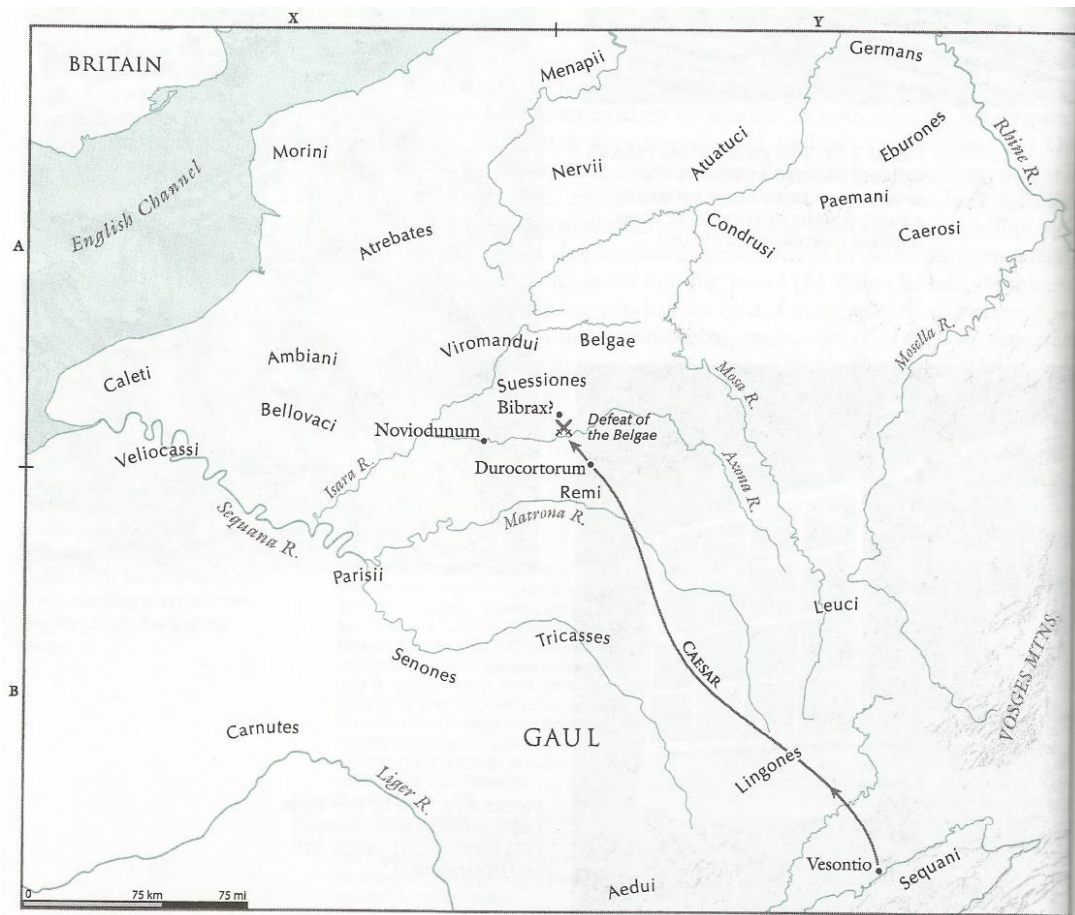 X
Y
BRITAIN
Menapii
Germans
Rhine R.
Morini
Nervii
Atuatuci
Eburones
English Channel
Paemani
A
Atrebates
Condrusi
Caerosi
Viromandui
Belgae
Mosella R.
Ambiani
Caleti
Suessiones
Mosa R.
Bellovaci
Bibrax?
Defeat of
the Belgae
Noviodunum
Veliocassi
Durocortorum
Axona R.
Isara R.
Remi
Sequana R.
Matrona R.
Parisii
Leuci
Tricasses
Senones
CAESAR
VOSGES MTNS.
B
Carnutes
GAUL
Lingones
Liger R.
Vesontio
Sequani
Aedui
0
75 km
75 mi